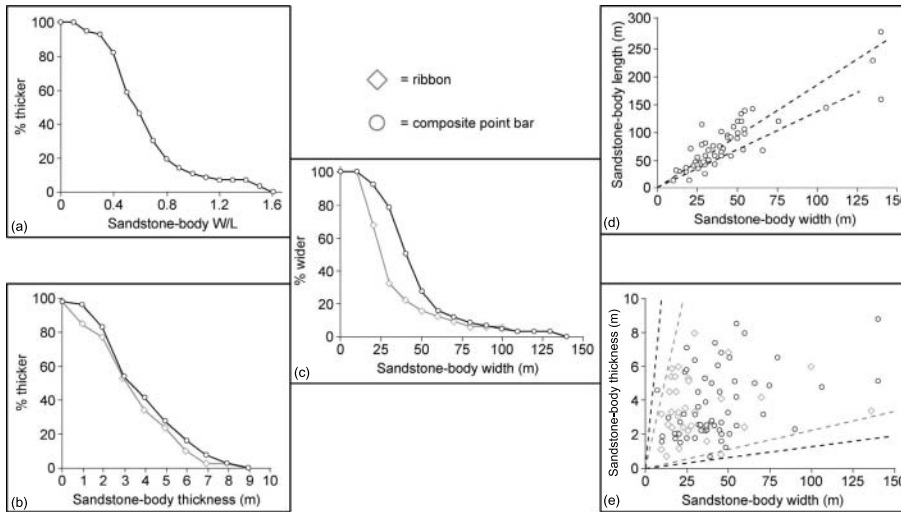 100
80
60
40
20
0
% thicker
0 0.4 0.8 1.2 1.6
Sandstone-body W/L
(a)
100
80
60
40
20
0
% thicker
0 1 2 3 4 5 6 7 8 9 10
Sandstone-body thickness (m)
(b)
= ribbon
= composite point bar
100
80
60
40
20
0
% wider
0 25 50 75 100 125 150
Sandstone-body width (m)
(c)
300
250
200
150
100
50
0
Sandstone-body length (m)
0 25 50 75 100 125 150
Sandstone-body width (m)
(d)
10
8
6
4
2
0
Sandstone-body thickness (m)
0 25 50 75 100 125 150
Sandstone-body width (m)
(e)